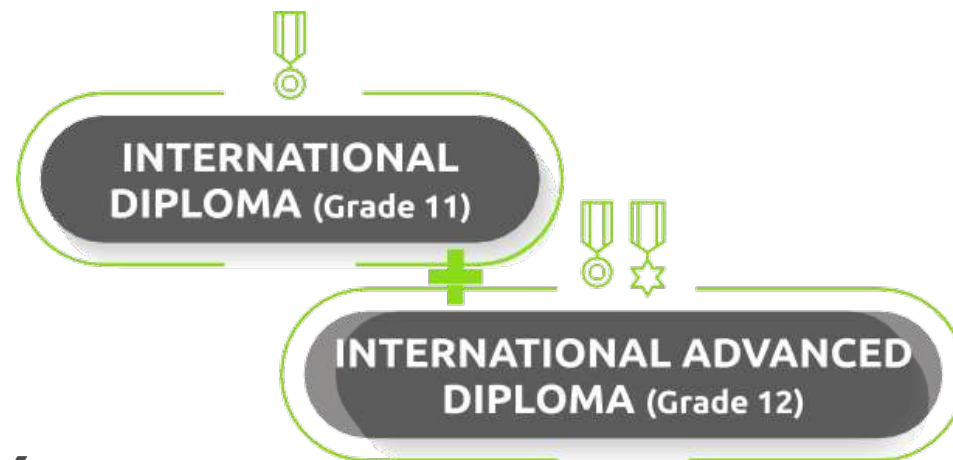 INTERNATIONAL
DIPLOMA (Grade 11)
INTERNATIONAL ADVANCED
DIPLOMA (Grade 12)